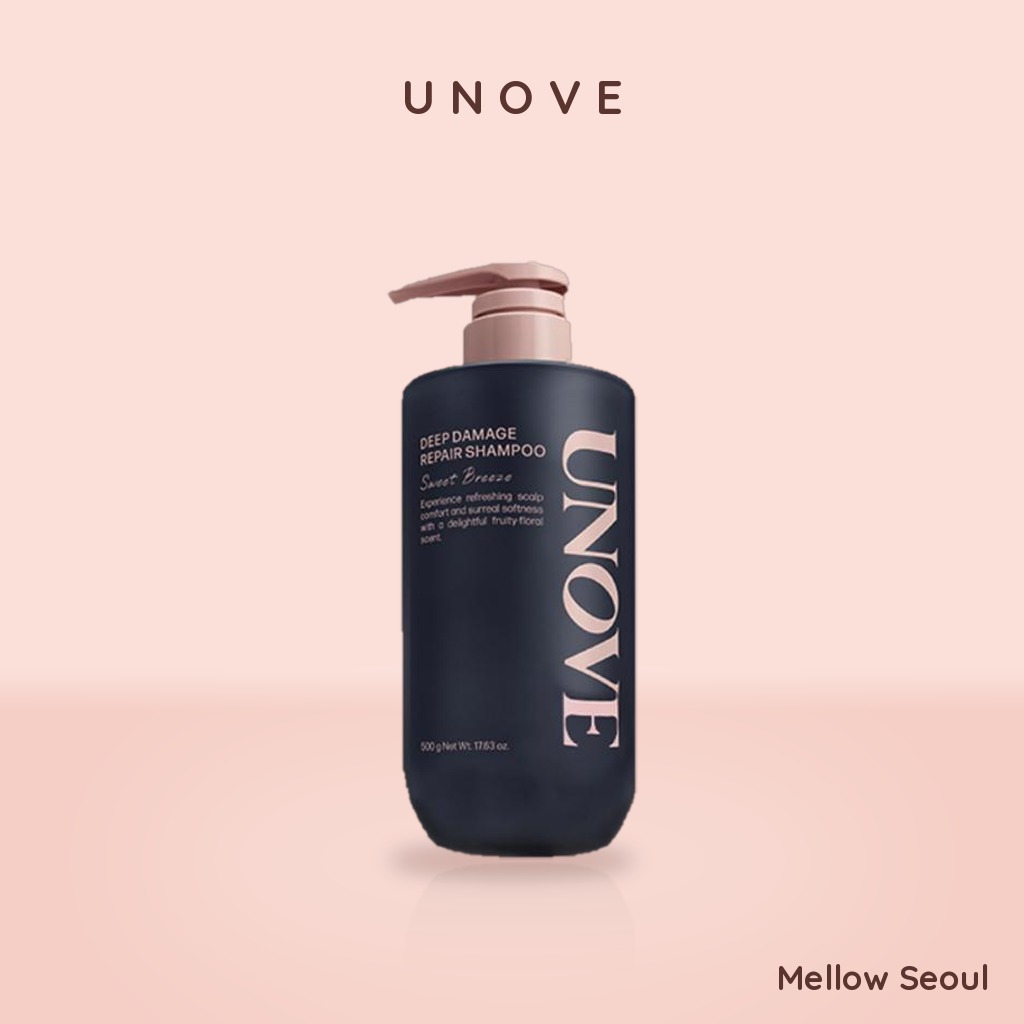 UNOVE
DEEP DAMAGE
REPAIR SHAMPOO
Sweet Breeze
Experience refreshing scalp
comfort and surreal softness
with a delightful fruity-floral
scent.
UNOVE
500 g Net Wt. 17.63 oz.
Mellow Seoul